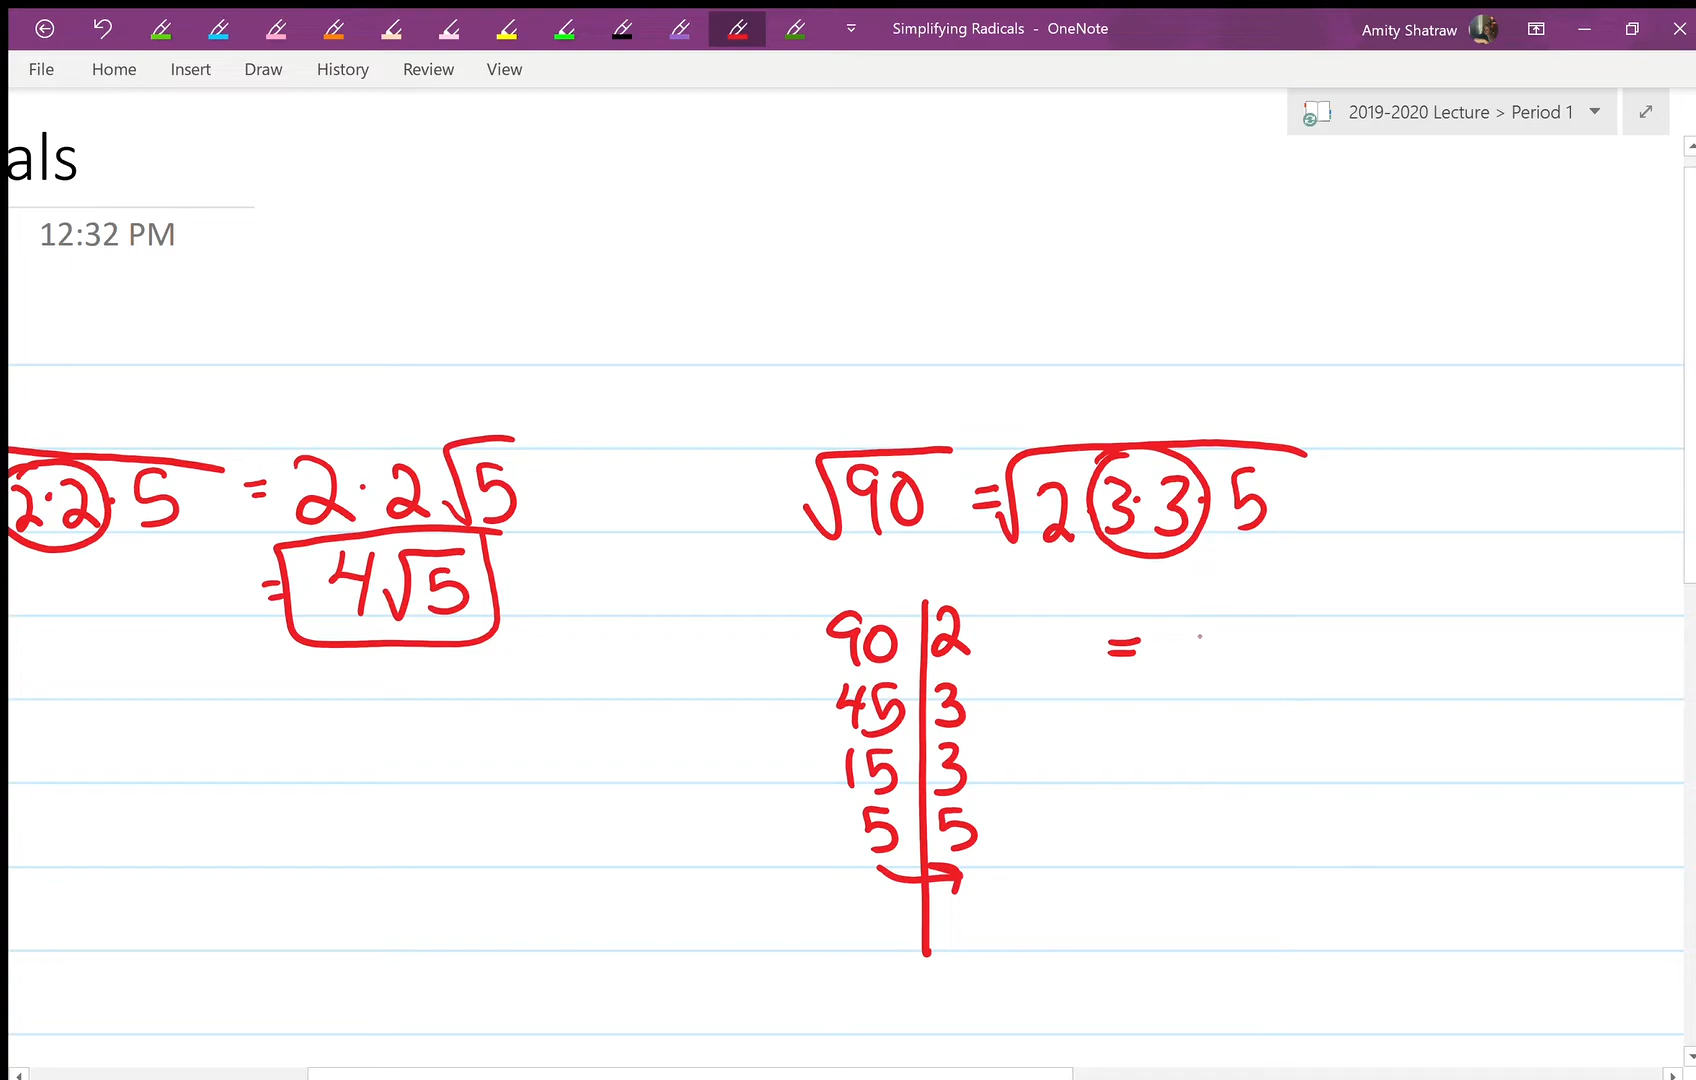 Simplifying Radicals - OneNote
Amity Shatraw
File Home Insert Draw History Review View
2019-2020 Lecture > Period 1
als
12:32 PM
2·2· 5 = 2·2√5
= 4√5
√90 = √2 3·3· 5
90 | 2 =
45 | 3
15 | 3
5 | 5